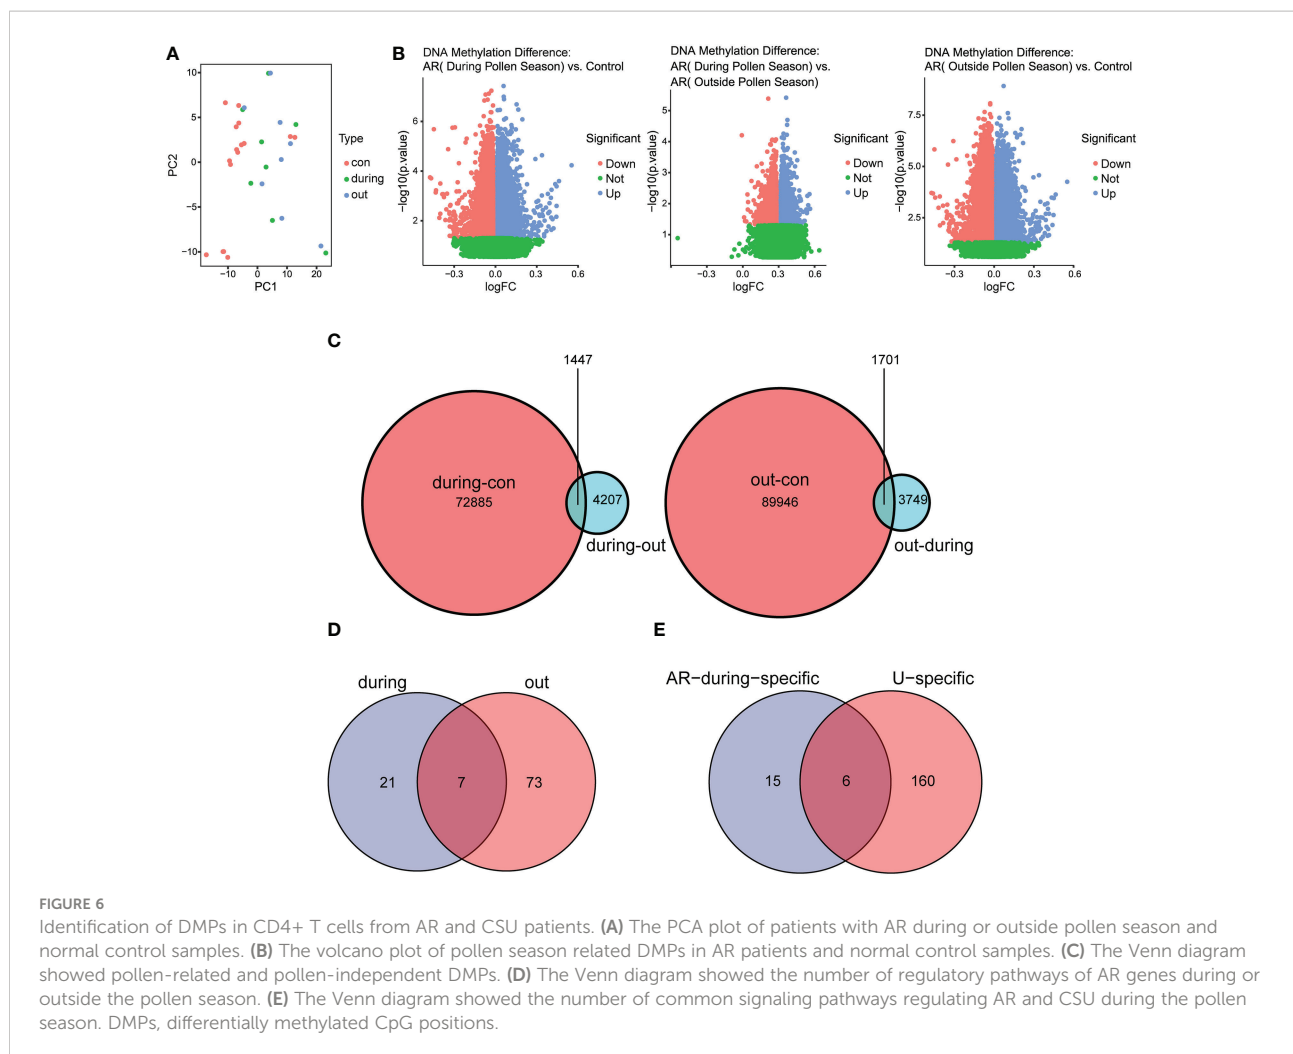 A
10
5
0
−5
−10
PC2
−10
0
10
20
PC1
Type
con
during
out
B
DNA Methylation Difference:
AR( During Pollen Season) vs. Control
6
4
2
−log10(p.value)
−0.3
0.0
0.3
0.6
logFC
Significant
Down
Not
Up
DNA Methylation Difference:
AR( During Pollen Season) vs.
AR( Outside Pollen Season)
5
4
3
2
1
−log10(p.value)
−0.3
0.0
0.3
0.6
logFC
Significant
Down
Not
Up
DNA Methylation Difference:
AR( Outside Pollen Season) vs. Control
7.5
5.0
2.5
−log10(p.value)
−0.3
0.0
0.3
0.6
logFC
Significant
Down
Not
Up
C
1447
during-con
72885
4207
during-out
1701
out-con
89946
3749
out-during
D
during
out
21
7
73
E
AR−during−specific
U−specific
15
6
160
FIGURE 6
Identification of DMPs in CD4+ T cells from AR and CSU patients. (A) The PCA plot of patients with AR during or outside pollen season and
normal control samples. (B) The volcano plot of pollen season related DMPs in AR patients and normal control samples. (C) The Venn diagram
showed pollen-related and pollen-independent DMPs. (D) The Venn diagram showed the number of regulatory pathways of AR genes during or
outside the pollen season. (E) The Venn diagram showed the number of common signaling pathways regulating AR and CSU during the pollen
season. DMPs, differentially methylated CpG positions.